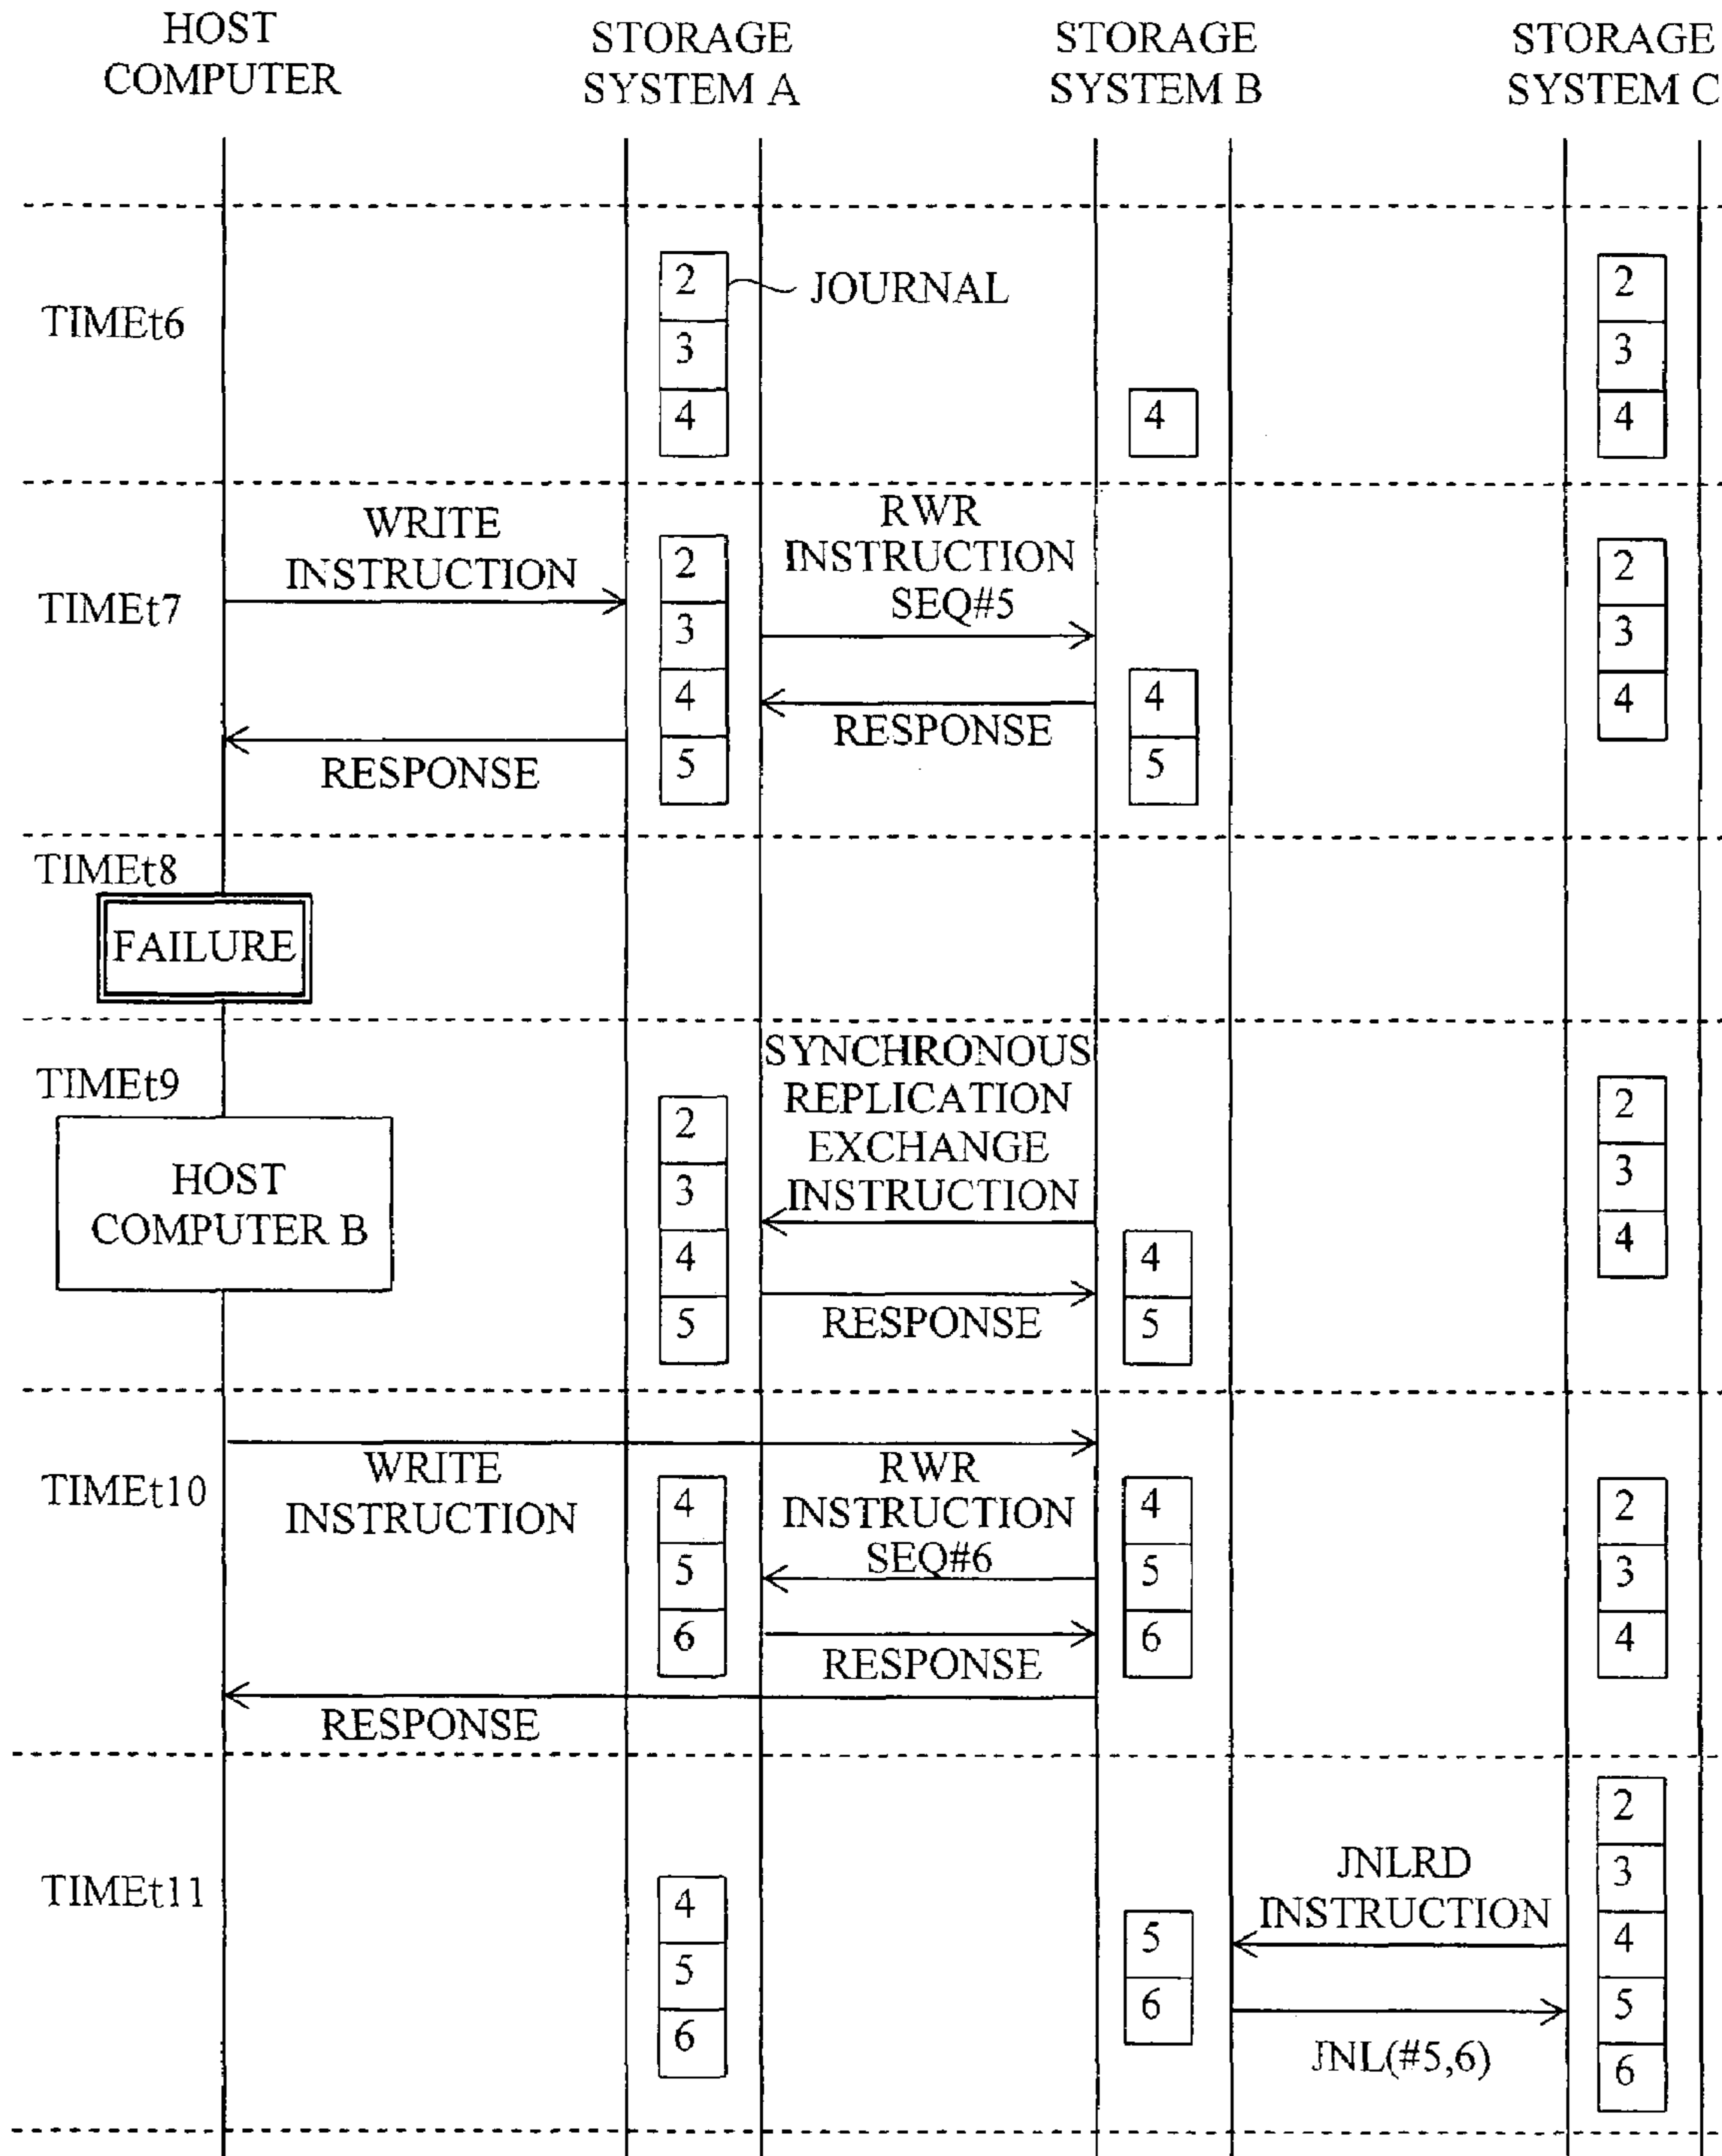 HOST
COMPUTER
STORAGE
SYSTEM A
STORAGE
SYSTEM B
STORAGE
SYSTEM C
TIMEt6
2
3
4
JOURNAL
4
2
3
4
TIMEt7
WRITE
INSTRUCTION
RESPONSE
2
3
4
5
RWR
INSTRUCTION
SEQ#5
RESPONSE
4
5
2
3
4
TIMEt8
FAILURE
TIMEt9
HOST
COMPUTER B
2
3
4
5
SYNCHRONOUS
REPLICATION
EXCHANGE
INSTRUCTION
RESPONSE
4
5
2
3
4
TIMEt10
WRITE
INSTRUCTION
RESPONSE
4
5
6
RWR
INSTRUCTION
SEQ#6
RESPONSE
4
5
6
2
3
4
TIMEt11
4
5
6
5
6
JNLRD
INSTRUCTION
JNL(#5,6)
2
3
4
5
6